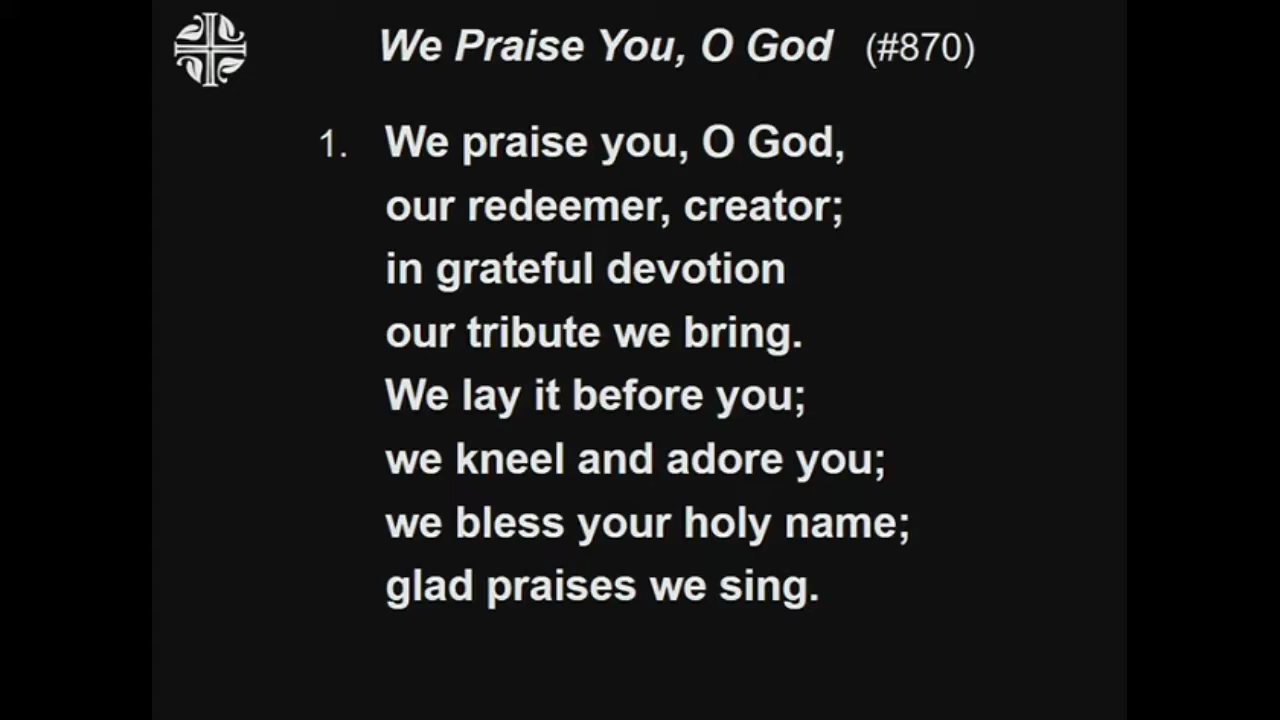 We Praise You, O God (#870)
1. We praise you, O God,
our redeemer, creator;
in grateful devotion
our tribute we bring.
We lay it before you;
we kneel and adore you;
we bless your holy name;
glad praises we sing.